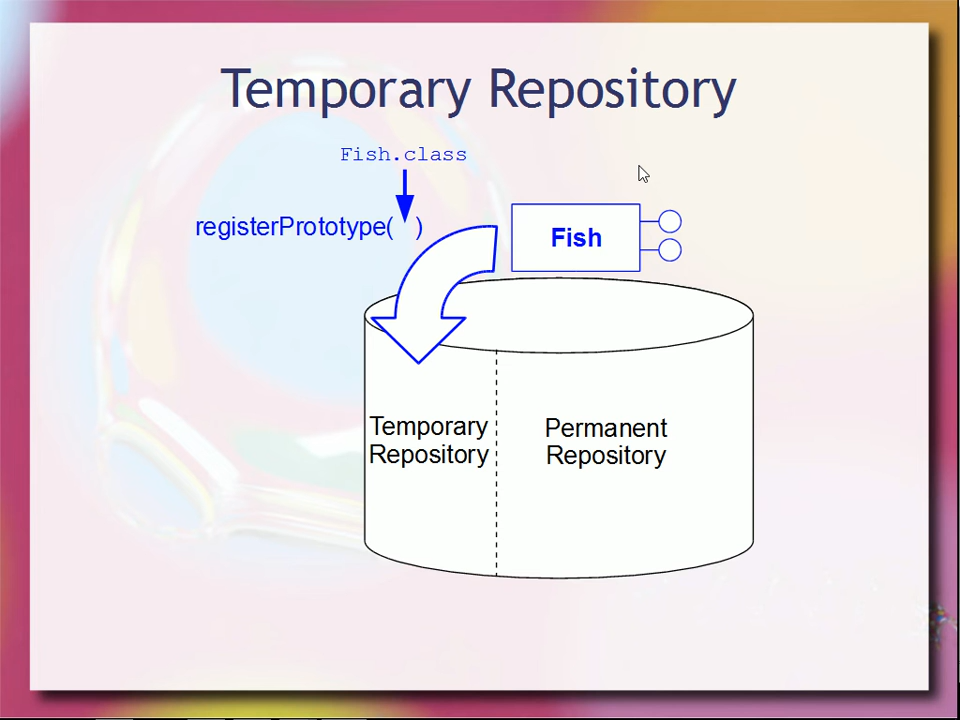 Temporary Repository
Fish.class
registerPrototype( )
Fish
Temporary
Repository
Permanent
Repository